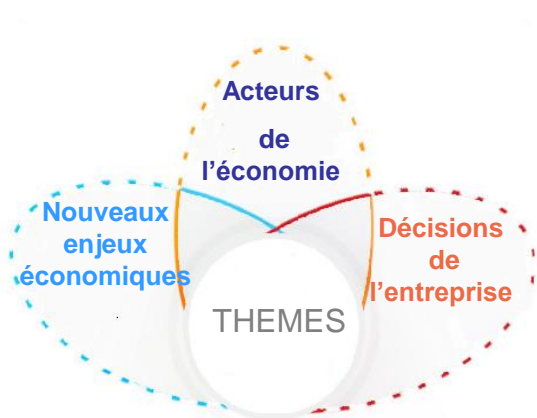 Acteurs
de
l’économie
Nouveaux
enjeux
économiques
Décisions
de
l’entreprise
THEMES